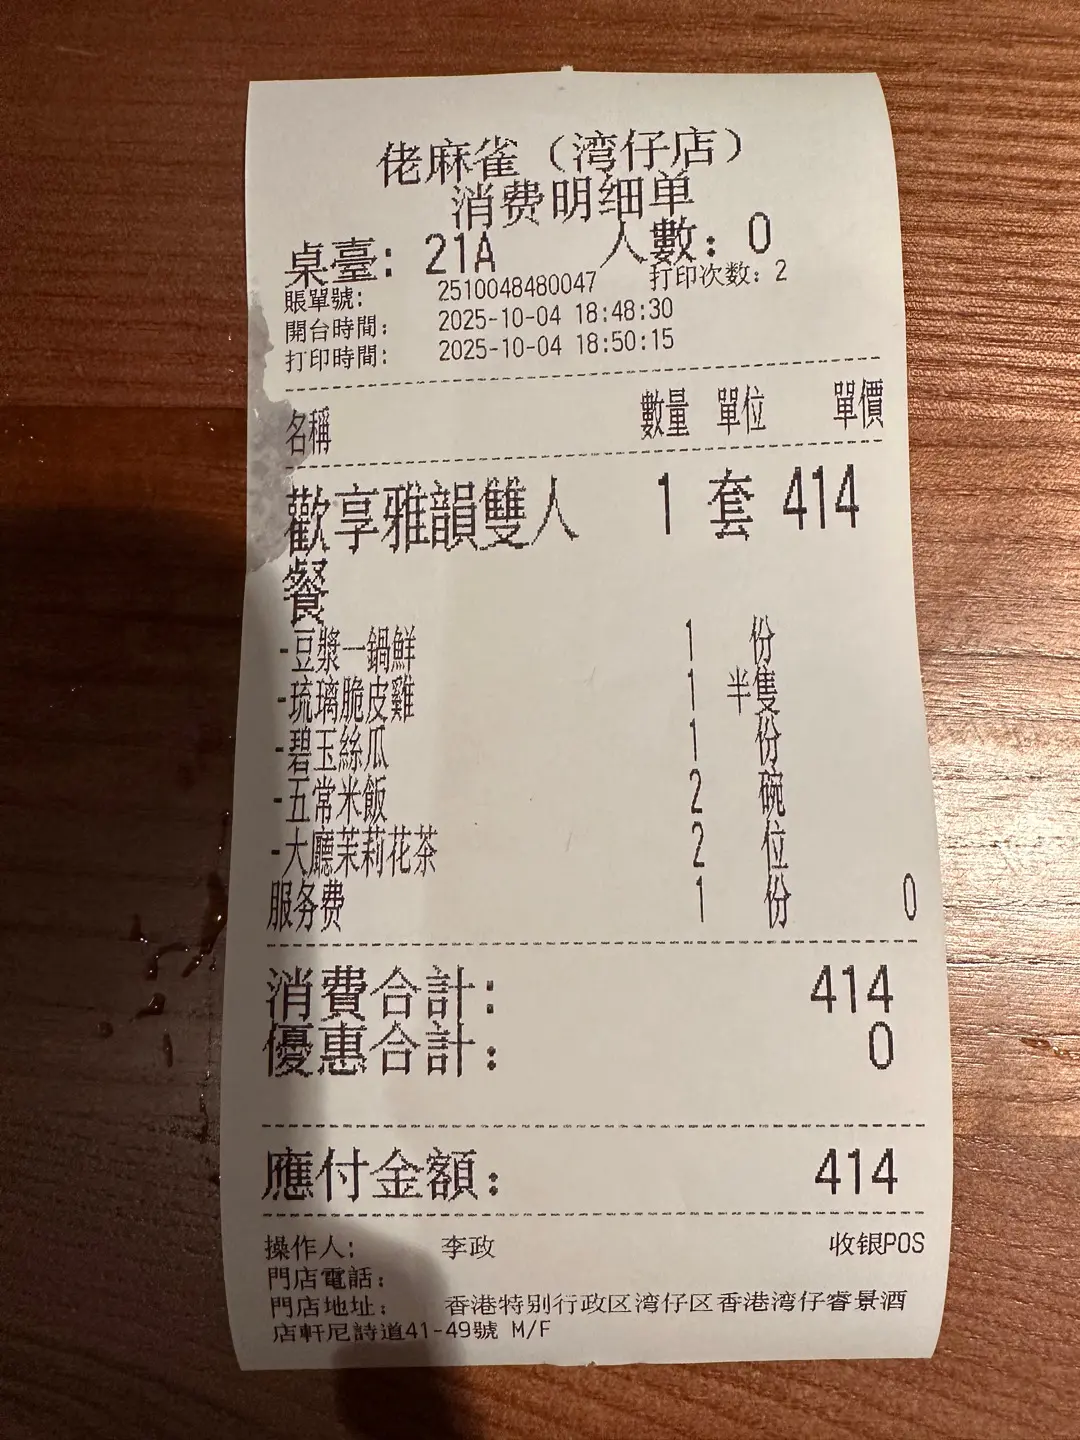 佬麻雀（湾仔店）
消费明细单
桌臺: 21A 人數: 0
賬單號: 2510048480047 打印次数: 2
開台時間: 2025-10-04 18:48:30
打印時間: 2025-10-04 18:50:15
名稱 數量 單位 單價
歡享雅韻雙人 1 套 414
餐
-豆漿一鍋鮮 1 份
-琉璃脆皮雞 1 半隻
-碧玉絲瓜 1 份
-五常米飯 2 碗
-大廳茉莉花茶 2 位
服务费 1 份 0
消費合計: 414
優惠合計: 0
應付金額: 414
操作人: 李政 收银POS
門店電話:
門店地址: 香港特别行政区湾仔区香港湾仔睿景酒
店軒尼詩道41-49號 M/F